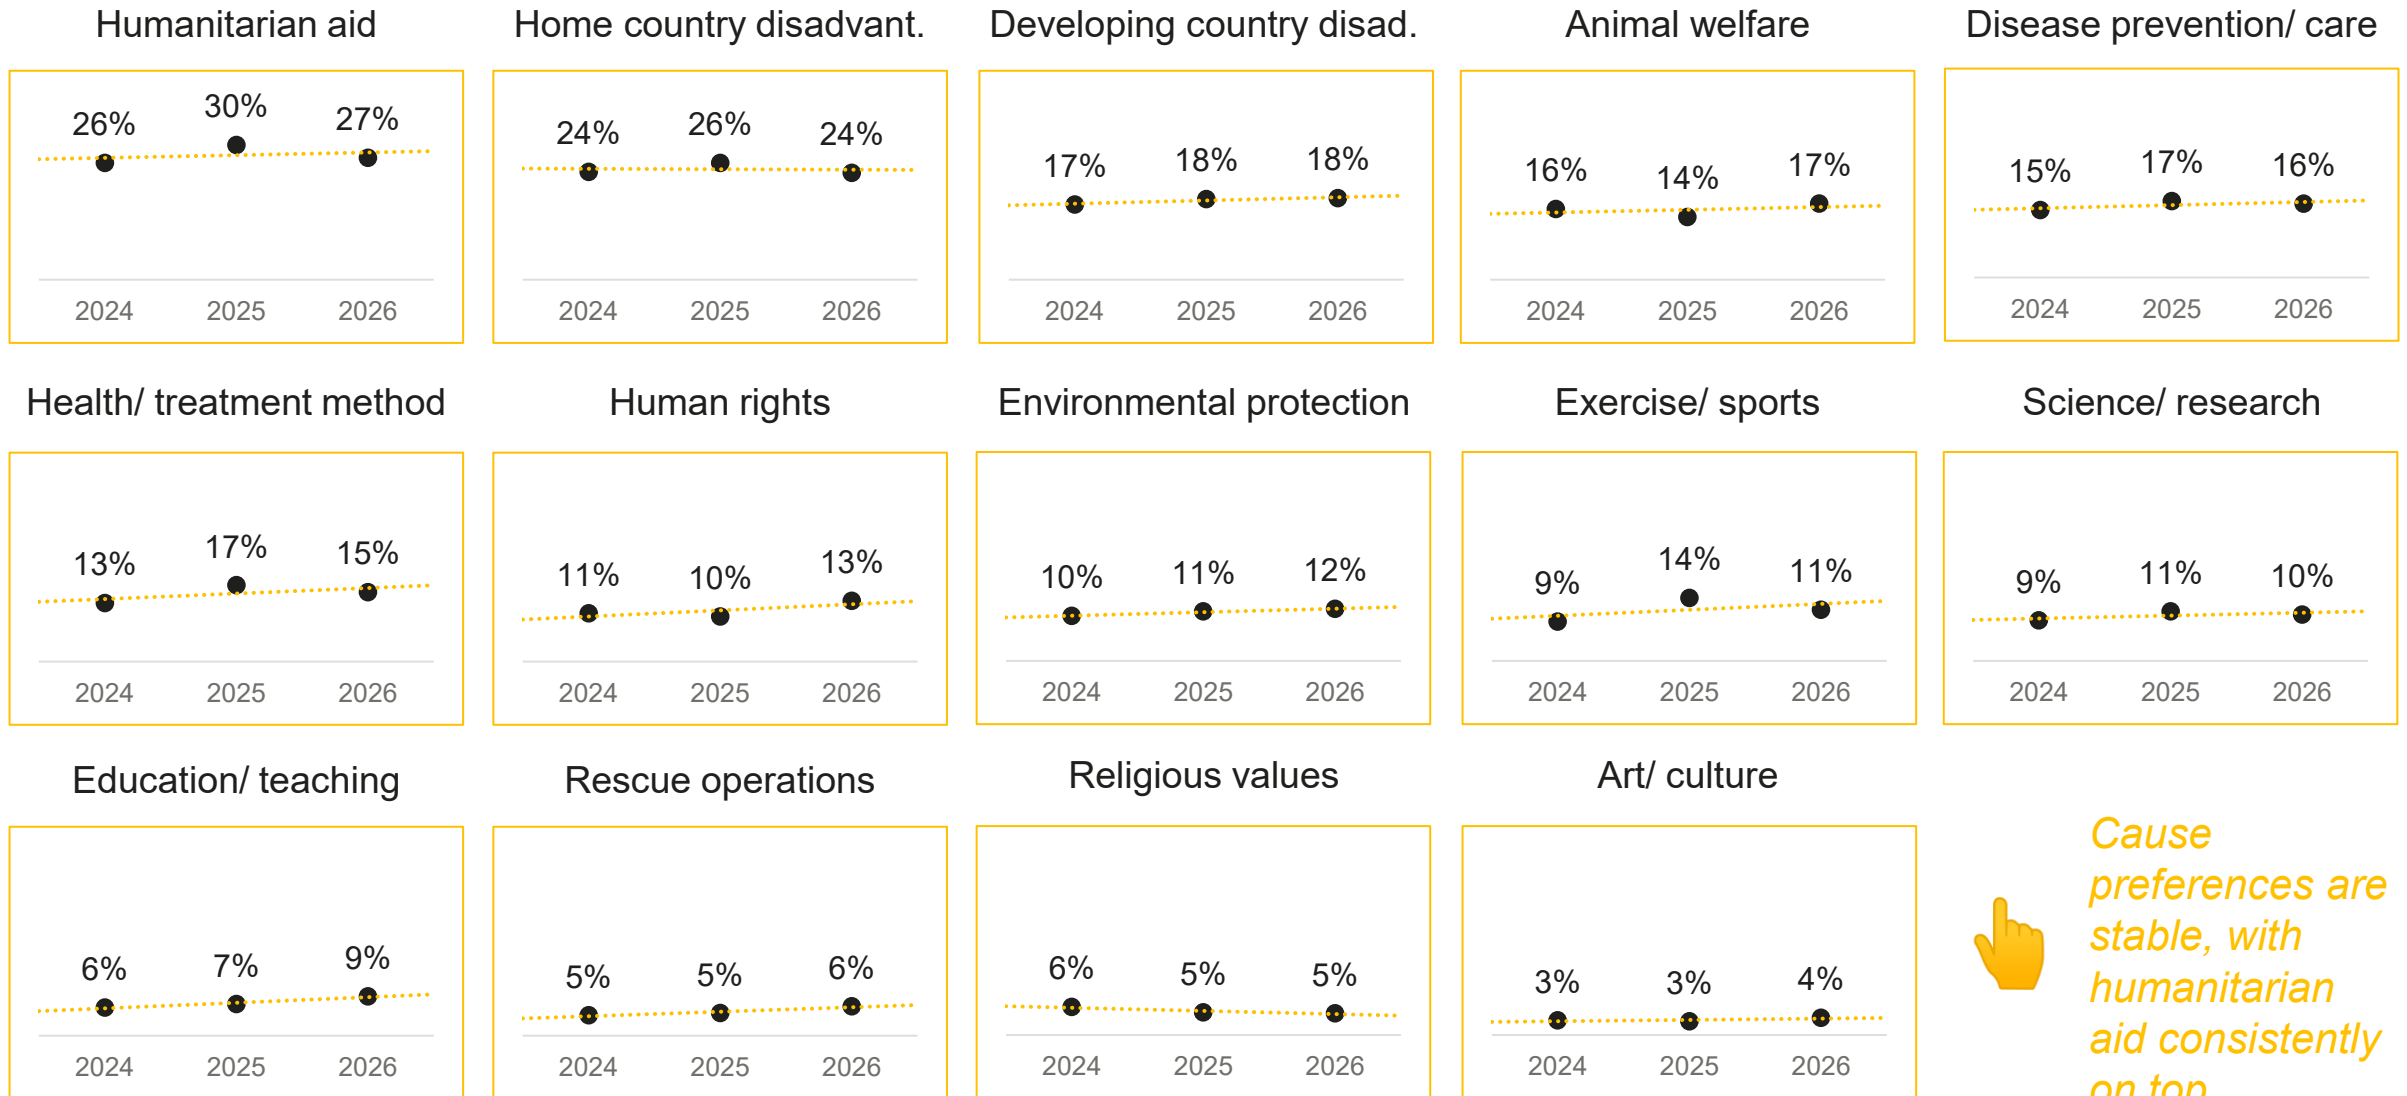 Humanitarian aid
26%
30%
27%
2024 2025 2026
Home country disadvant.
24%
26%
24%
2024 2025 2026
Developing country disad.
17%
18%
18%
2024 2025 2026
Animal welfare
16%
14%
17%
2024 2025 2026
Disease prevention/ care
15%
17%
16%
2024 2025 2026
Health/ treatment method
13%
17%
15%
2024 2025 2026
Human rights
11%
10%
13%
2024 2025 2026
Environmental protection
10%
11%
12%
2024 2025 2026
Exercise/ sports
9%
14%
11%
2024 2025 2026
Science/ research
9%
11%
10%
2024 2025 2026
Education/ teaching
6%
7%
9%
2024 2025 2026
Rescue operations
5%
5%
6%
2024 2025 2026
Religious values
6%
5%
5%
2024 2025 2026
Art/ culture
3%
3%
4%
2024 2025 2026
Cause
preferences are
stable, with
humanitarian
aid consistently
on top